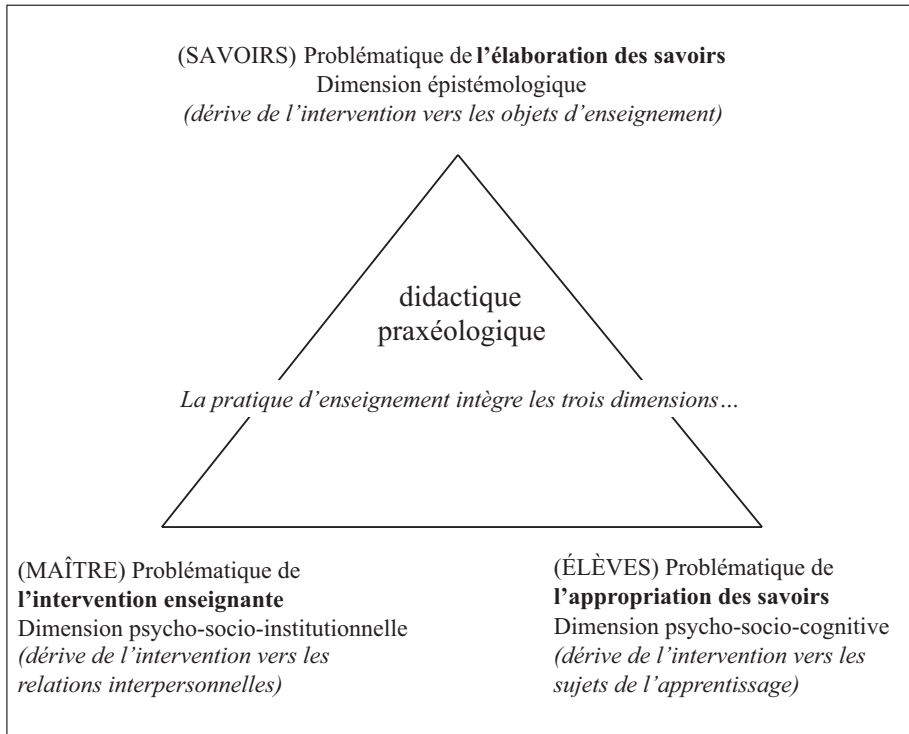 (SAVOIRS) Problématique de l’élaboration des savoirs
Dimension épistémologique
(dérive de l’intervention vers les objets d’enseignement)
didactique
praxéologique
La pratique d’enseignement intègre les trois dimensions…
(MAÎTRE) Problématique de
l’intervention enseignante
Dimension psycho-socio-institutionnelle
(dérive de l’intervention vers les
relations interpersonnelles)
(ÉLÈVES) Problématique de
l’appropriation des savoirs
Dimension psycho-socio-cognitive
(dérive de l’intervention vers les
sujets de l’apprentissage)